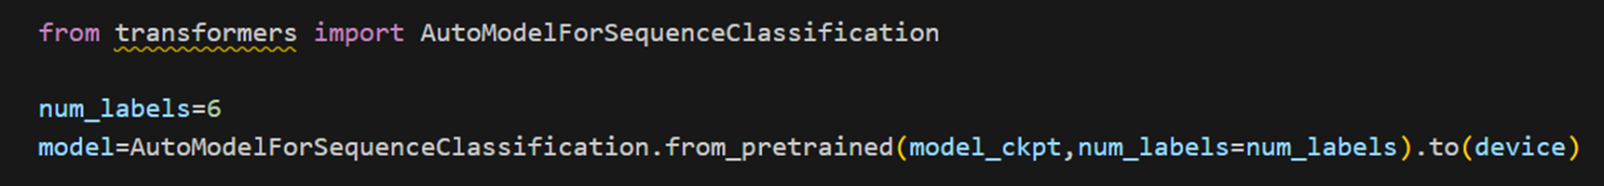 from transformers import AutoModelForSequenceClassification
num_labels=6
model=AutoModelForSequenceClassification.from_pretrained(model_ckpt,num_labels=num_labels).to(device)